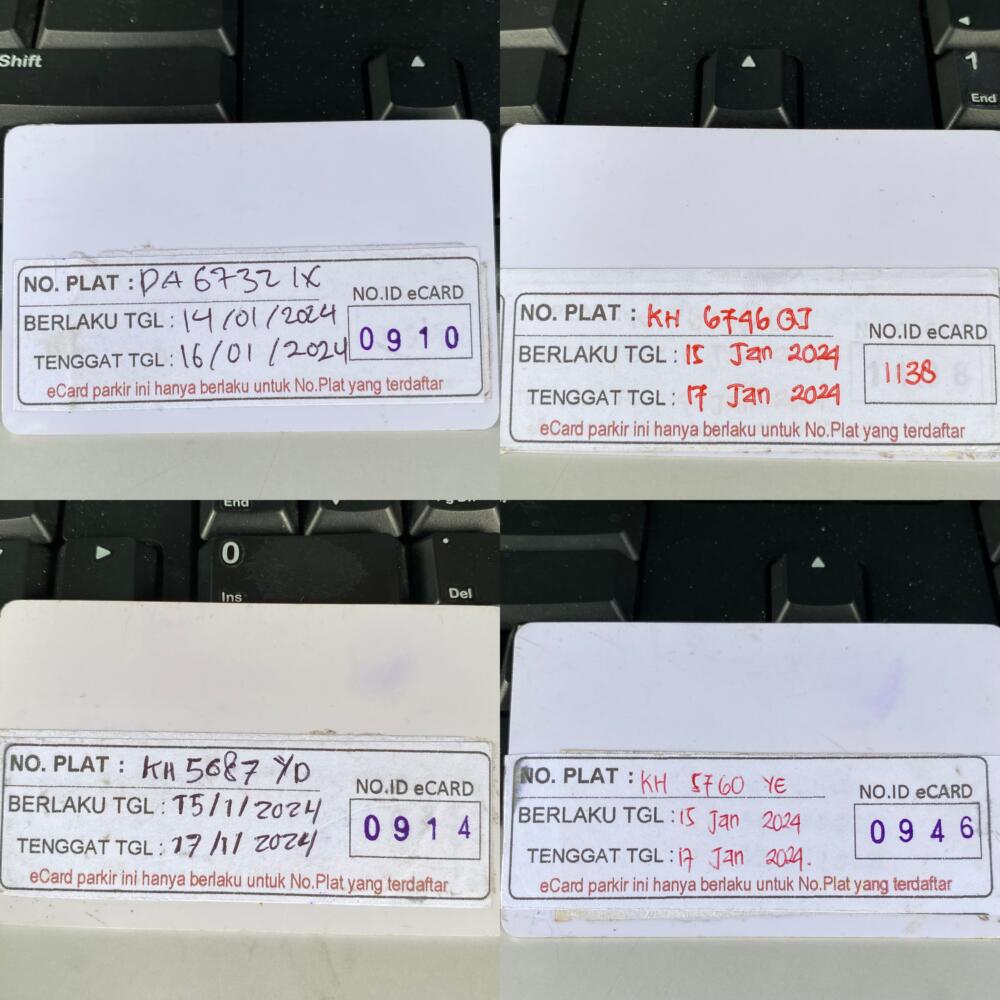 Shift
NO. PLAT : DA 6732 IX
NO.ID eCARD
BERLAKU TGL : 14/01/2024
0910
TENGGAT TGL : 16/01/2024
eCard parkir ini hanya berlaku untuk No.Plat yang terdaftar
1
End
NO. PLAT : KH 6746 QJ
NO.ID eCARD
BERLAKU TGL : 15 Jan 2024
1138
TENGGAT TGL : 17 Jan 2024
eCard parkir ini hanya berlaku untuk No.Plat yang terdaftar
End
0
Ins
Del
NO. PLAT : KH 5687 YD
NO.ID eCARD
BERLAKU TGL : 15/1/2024
0914
TENGGAT TGL : 17/1/2024
eCard parkir ini hanya berlaku untuk No.Plat yang terdaftar
NO. PLAT : KH 5760 YE
NO.ID eCARD
BERLAKU TGL : 15 Jan 2024
0946
TENGGAT TGL : 17 Jan 2024.
eCard parkir ini hanya berlaku untuk No.Plat yang terdaftar